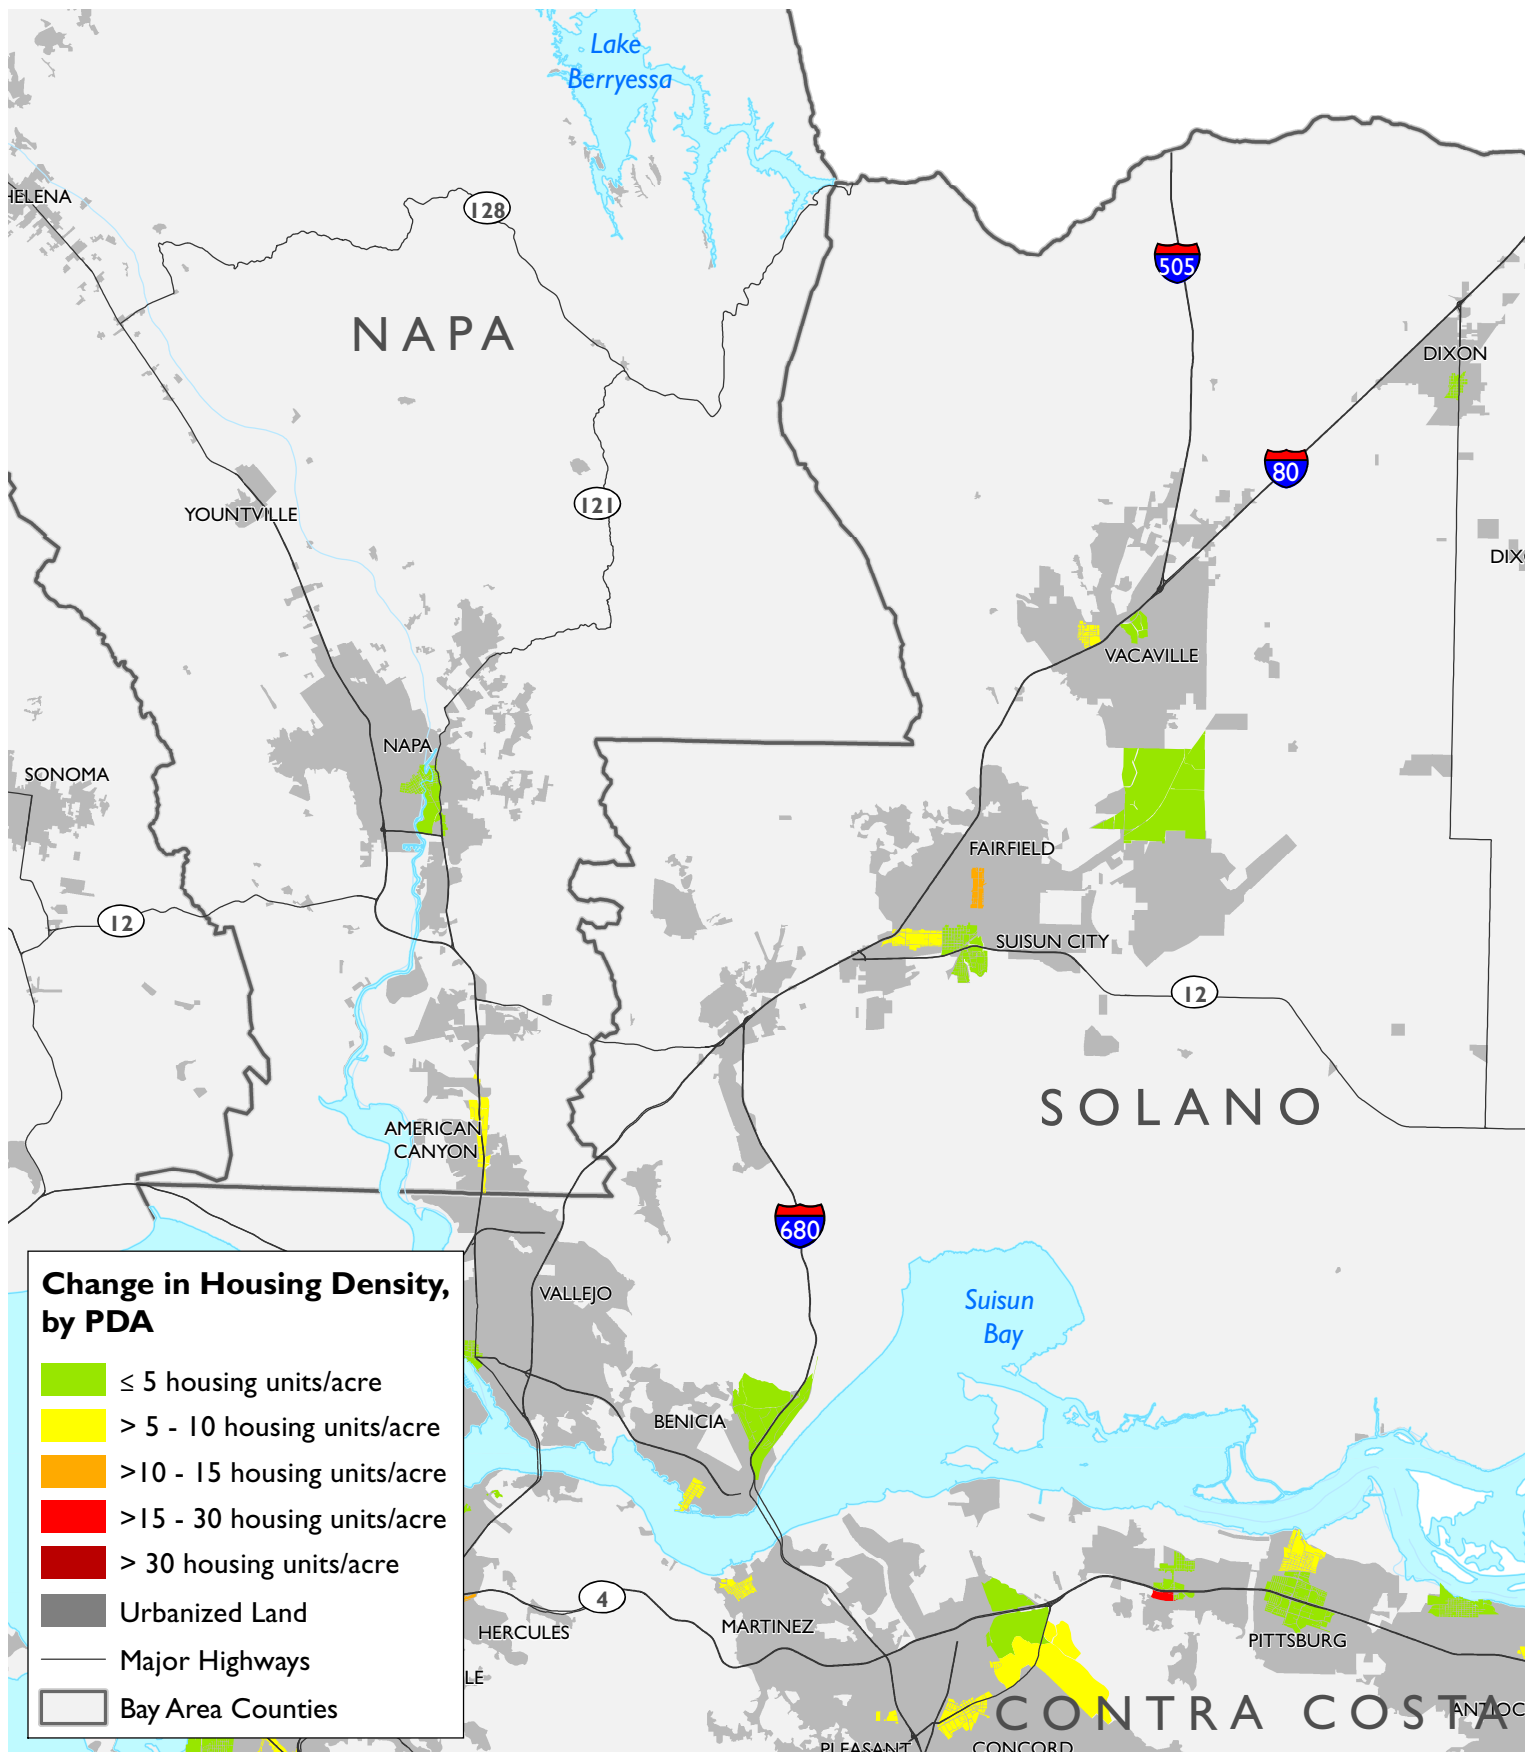 Lake
Berryessa
HELENA
128
505
NAPA
DIXON
80
121
YOUNTVILLE
DIX
VACAVILLE
NAPA
SONOMA
FAIRFIELD
12
SUISUN CITY
12
SOLANO
AMERICAN
CANYON
680
Change in Housing Density,
by PDA
≤ 5 housing units/acre
> 5 - 10 housing units/acre
>10 - 15 housing units/acre
>15 - 30 housing units/acre
> 30 housing units/acre
Urbanized Land
Major Highways
Bay Area Counties
VALLEJO
Suisun
Bay
BENICIA
4
HERCULES
MARTINEZ
PITTSBURG
LE
CONTRA COSTA
ANTIOC
PLEASANT
CONCORD